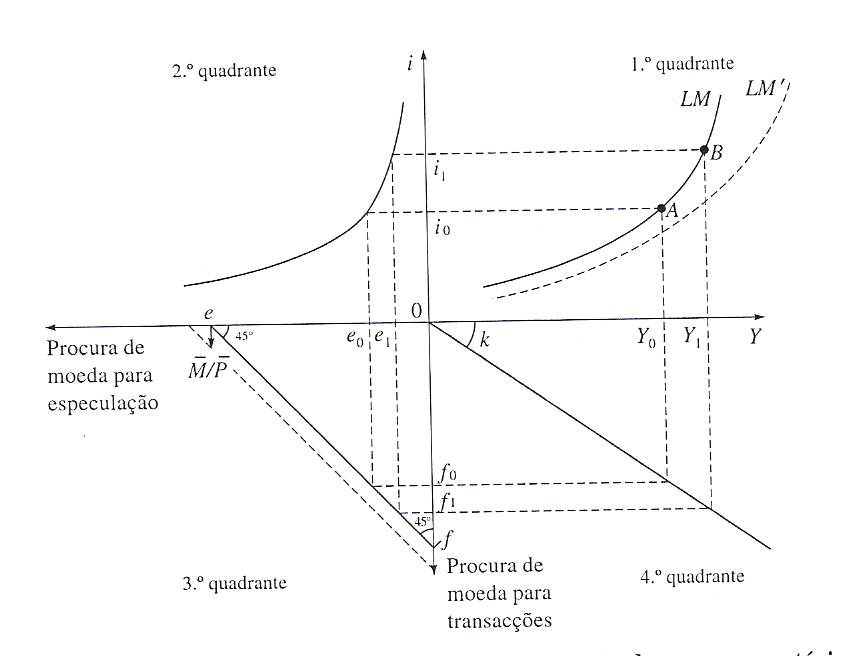 2.º quadrante
i
1.º quadrante
LM
LM'
B
i₁
A
i₀
e
0
45°
e₀
e₁
k
Y₀
Y₁
Y
Procura de
moeda para
especulação
M̄/P̄
f₀
f₁
45°
f
3.º quadrante
Procura de
moeda para
transacções
4.º quadrante